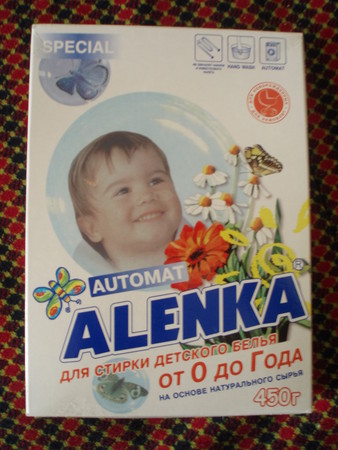 SPECIAL
HAND WASH
AUTOMAT
AUTOMAT
ALENKA®
ДЛЯ СТИРКИ ДЕТСКОГО БЕЛЬЯ
от 0 до Года
НА ОСНОВЕ НАТУРАЛЬНОГО СЫРЬЯ
450г